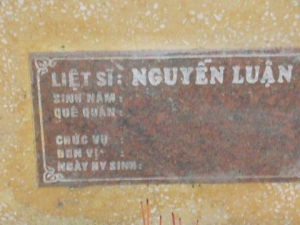 LIỆT SĨ: NGUYỄN LUẬN
SINH NĂM :
QUÊ QUÁN :
CHỨC VỤ :
ĐƠN VỊ :
NGÀY HY SINH: